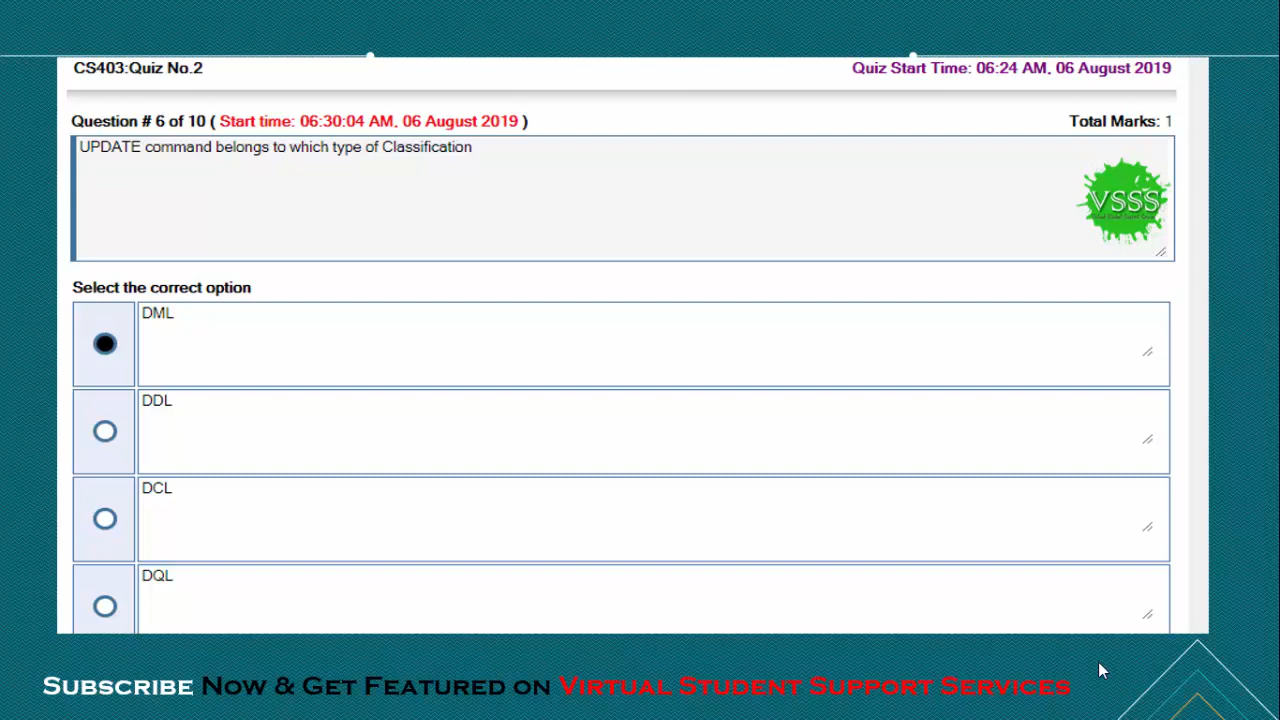 CS403:Quiz No.2
Quiz Start Time: 06:24 AM, 06 August 2019
Question # 6 of 10 ( Start time: 06:30:04 AM, 06 August 2019 )
Total Marks: 1
UPDATE command belongs to which type of Classification
VSSS
Select the correct option
DML
DDL
DCL
DQL
SUBSCRIBE NOW & GET FEATURED ON VIRTUAL STUDENT SUPPORT SERVICES